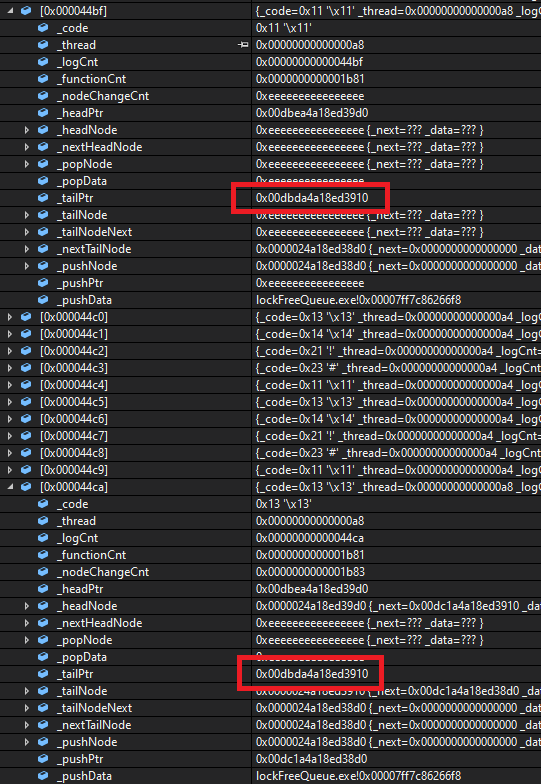 [0x000044bf] {_code=0x11 '\x11' _thread=0x00000000000000a8 _logC
_code 0x11 '\x11'
_thread 0x00000000000000a8
_logCnt 0x00000000000044bf
_functionCnt 0x0000000000001b81
_nodeChangeCnt 0xeeeeeeeeeeeeeeee
_headPtr 0x00dbea4a18ed39d0
_headNode 0xeeeeeeeeeeeeeeee {_next=??? _data=??? }
_nextHeadNode 0xeeeeeeeeeeeeeeee {_next=??? _data=??? }
_popNode 0xeeeeeeeeeeeeeeee {_next=??? _data=??? }
_popData 0xeeeeeeeeeeeeeeee
_tailPtr 0x00dbda4a18ed3910
_tailNode 0xeeeeeeeeeeeeeeee {_next=??? _data=??? }
_tailNodeNext 0xeeeeeeeeeeeeeeee {_next=??? _data=??? }
_nextTailNode 0x0000024a18ed38d0 {_next=0x0000000000000000 _dat
_pushNode 0x0000024a18ed38d0 {_next=0x0000000000000000 _dat
_pushPtr 0xeeeeeeeeeeeeeeee
_pushData lockFreeQueue.exe!0x00007ff7c86266f8
[0x000044c0] {_code=0x13 '\x13' _thread=0x00000000000000a4 _logC
[0x000044c1] {_code=0x14 '\x14' _thread=0x00000000000000a4 _logC
[0x000044c2] {_code=0x21 '!' _thread=0x00000000000000a4 _logCnt=
[0x000044c3] {_code=0x23 '#' _thread=0x00000000000000a4 _logCnt=
[0x000044c4] {_code=0x11 '\x11' _thread=0x00000000000000a4 _logC
[0x000044c5] {_code=0x13 '\x13' _thread=0x00000000000000a4 _logC
[0x000044c6] {_code=0x14 '\x14' _thread=0x00000000000000a4 _logC
[0x000044c7] {_code=0x21 '!' _thread=0x00000000000000a4 _logCnt=
[0x000044c8] {_code=0x23 '#' _thread=0x00000000000000a4 _logCnt=
[0x000044c9] {_code=0x11 '\x11' _thread=0x00000000000000a4 _logC
[0x000044ca] {_code=0x13 '\x13' _thread=0x00000000000000a8 _logC
_code 0x13 '\x13'
_thread 0x00000000000000a8
_logCnt 0x00000000000044ca
_functionCnt 0x0000000000001b81
_nodeChangeCnt 0x0000000000001b83
_headPtr 0x00dbea4a18ed39d0
_headNode 0x0000024a18ed39d0 {_next=0x00dc1a4a18ed3910 _dat
_nextHeadNode 0xeeeeeeeeeeeeeeee {_next=??? _data=??? }
_popNode 0xeeeeeeeeeeeeeeee {_next=??? _data=??? }
_popData
_tailPtr 0x00dbda4a18ed3910
_tailNode 0x0000024a18ed3910 {_next=0x00dc1a4a18ed38d0 _dat
_tailNodeNext 0x0000024a18ed38d0 {_next=0x0000000000000000 _dat
_nextTailNode 0x0000024a18ed38d0 {_next=0x0000000000000000 _dat
_pushNode 0x0000024a18ed38d0 {_next=0x0000000000000000 _dat
_pushPtr 0x00dc1a4a18ed38d0
_pushData lockFreeQueue.exe!0x00007ff7c86266f8